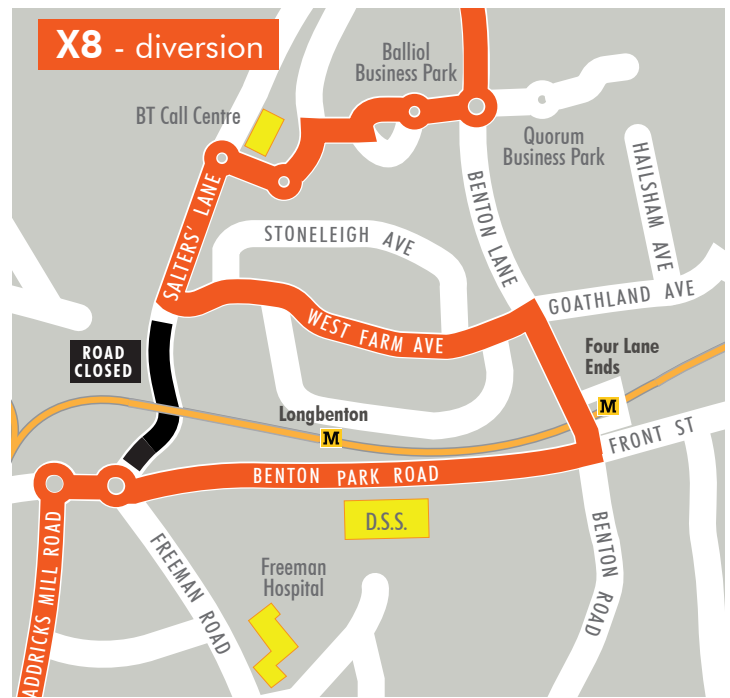 X8 - diversion
Balliol
Business Park
BT Call Centre
Quorum
Business Park
HAILSHAM AVE
BENTON LANE
SALTERS' LANE
STONELEIGH AVE
GOATHLAND AVE
WEST FARM AVE
ROAD
CLOSED
Four Lane
Ends
M
Longbenton
M
FRONT ST
BENTON PARK ROAD
D.S.S.
ADDRICKS MILL ROAD
FREEMAN ROAD
BENTON ROAD
Freeman
Hospital